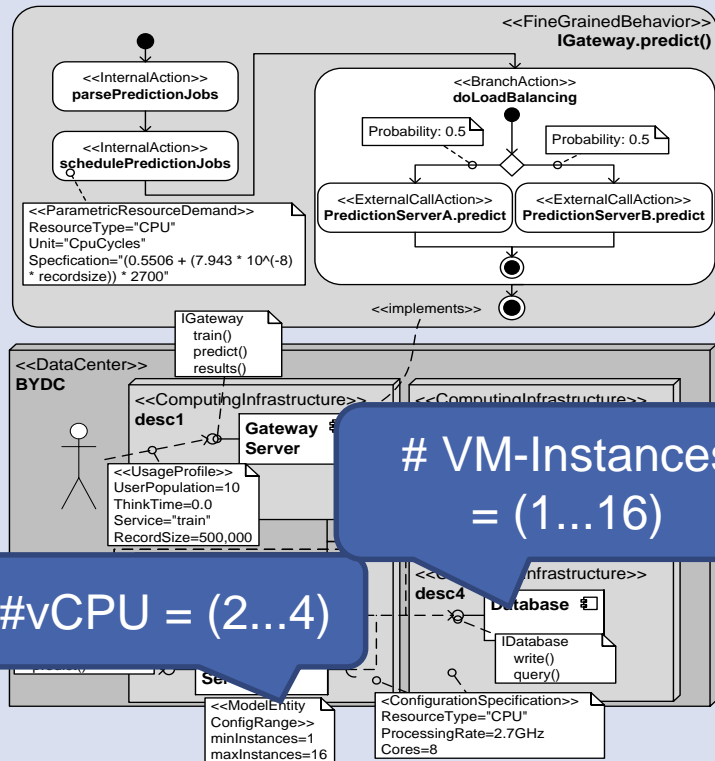 <<FineGrainedBehavior>>
IGateway.predict()
<<InternalAction>>
parsePredictionJobs
<<InternalAction>>
schedulePredictionJobs
<<ParametricResourceDemand>>
ResourceType="CPU"
Unit="CpuCycles"
Specfication="(0.5506 + (7.943 * 10^(-8)
* recordsize)) * 2700"
<<BranchAction>>
doLoadBalancing
Probability: 0.5
Probability: 0.5
<<ExternalCallAction>>
PredictionServerA.predict
<<ExternalCallAction>>
PredictionServerB.predict
<<implements>>
IGateway
train()
predict()
results()
<<DataCenter>>
BYDC
<<ComputingInfrastructure>>
desc1
Gateway
Server
<<ComputingInfrastructure>>
<<UsageProfile>>
UserPopulation=10
ThinkTime=0.0
Service="train"
RecordSize=500,000
# VM-Instances
= (1...16)
#vCPU = (2...4)
nfrastructure>>
desc4
Database
IDatabase
write()
query()
<<ModelEntity
ConfigRange>>
minInstances=1
maxInstances=16
<ConfigurationSpecification>>
ResourceType="CPU"
ProcessingRate=2.7GHz
Cores=8